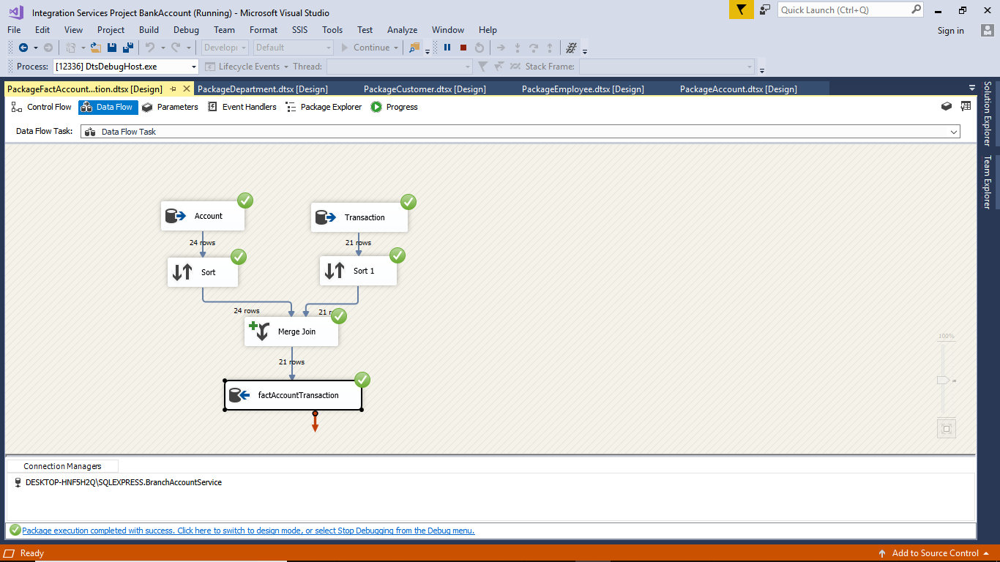 Integration Services Project BankAccount (Running) - Microsoft Visual Studio
Quick Launch (Ctrl+Q)
File Edit View Project Build Debug Team Format SSIS Tools Test Analyze Window Help
Sign in
Default
Continue
Process: [12336] DtsDebugHost.exe Lifecycle Events Thread: Stack Frame:
PackageFactAccount...tion.dtsx [Design] PackageDepartment.dtsx [Design] PackageCustomer.dtsx [Design] PackageEmployee.dtsx [Design] PackageAccount.dtsx [Design]
Control Flow Data Flow Parameters Event Handlers Package Explorer Progress
Data Flow Task: Data Flow Task
Solution Explorer
Team Explorer
Account Transaction
24 rows 21 rows
Sort Sort 1
24 rows 21 r
Merge Join
21 rows
factAccountTransaction
100%
Connection Managers
DESKTOP-HNF5H2Q\SQLEXPRESS.BranchAccountService
Package execution completed with success. Click here to switch to design mode, or select Stop Debugging from the Debug menu.
Ready Add to Source Control